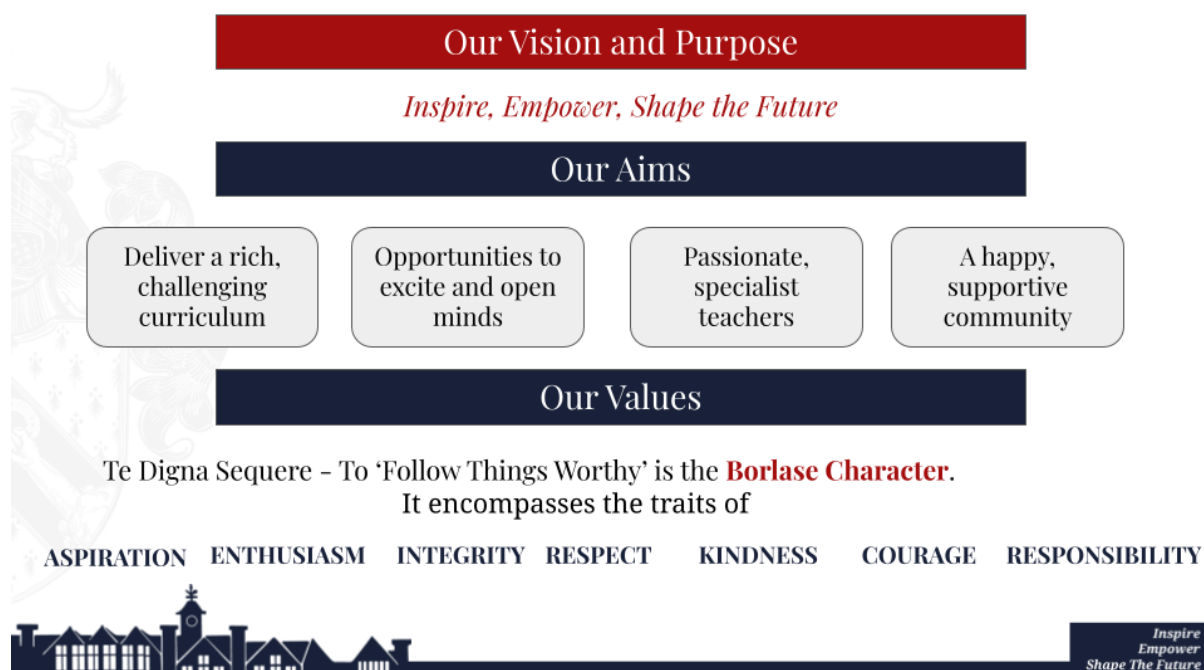 Our Vision and Purpose
Inspire, Empower, Shape the Future
Our Aims
Deliver a rich,
challenging
curriculum
Opportunities to
excite and open
minds
Passionate,
specialist
teachers
A happy,
supportive
community
Our Values
Te Digna Sequere – To ‘Follow Things Worthy’ is the Borlase Character.
It encompasses the traits of
ASPIRATION ENTHUSIASM INTEGRITY RESPECT KINDNESS COURAGE RESPONSIBILITY
Inspire
Empower
Shape The Future